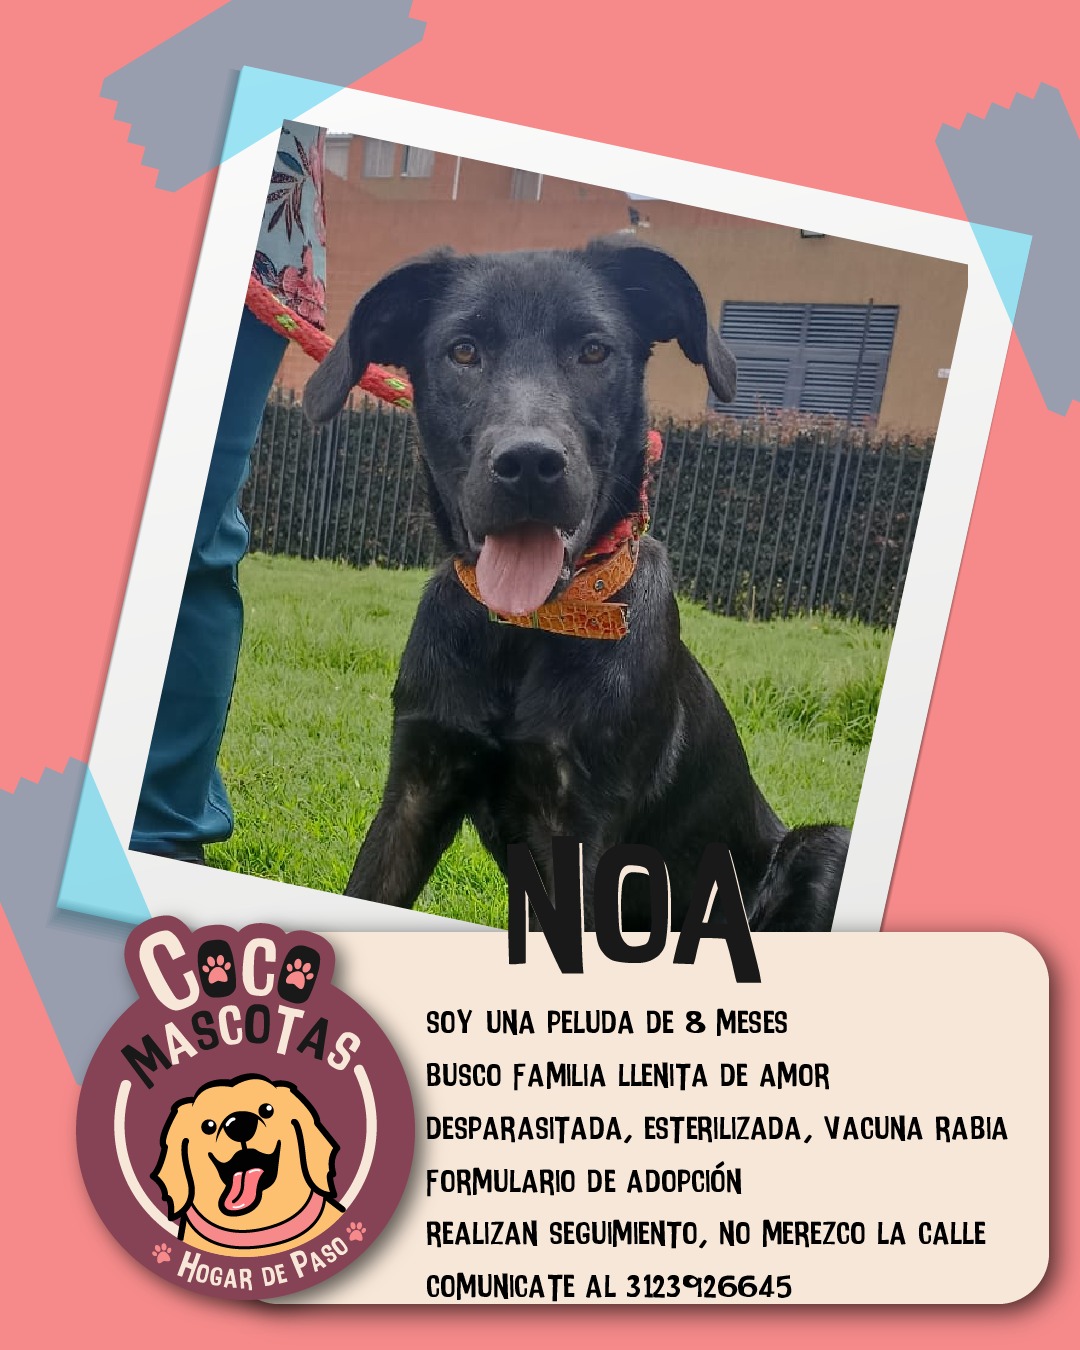 NOA
COCO
MASCOTAS
HOGAR DE PASO
SOY UNA PELUDA DE 8 MESES
BUSCO FAMILIA LLENITA DE AMOR
DESPARASITADA, ESTERILIZADA, VACUNA RABIA
FORMULARIO DE ADOPCIÓN
REALIZAN SEGUIMIENTO, NO MEREZCO LA CALLE
COMUNICATE AL 3123926645